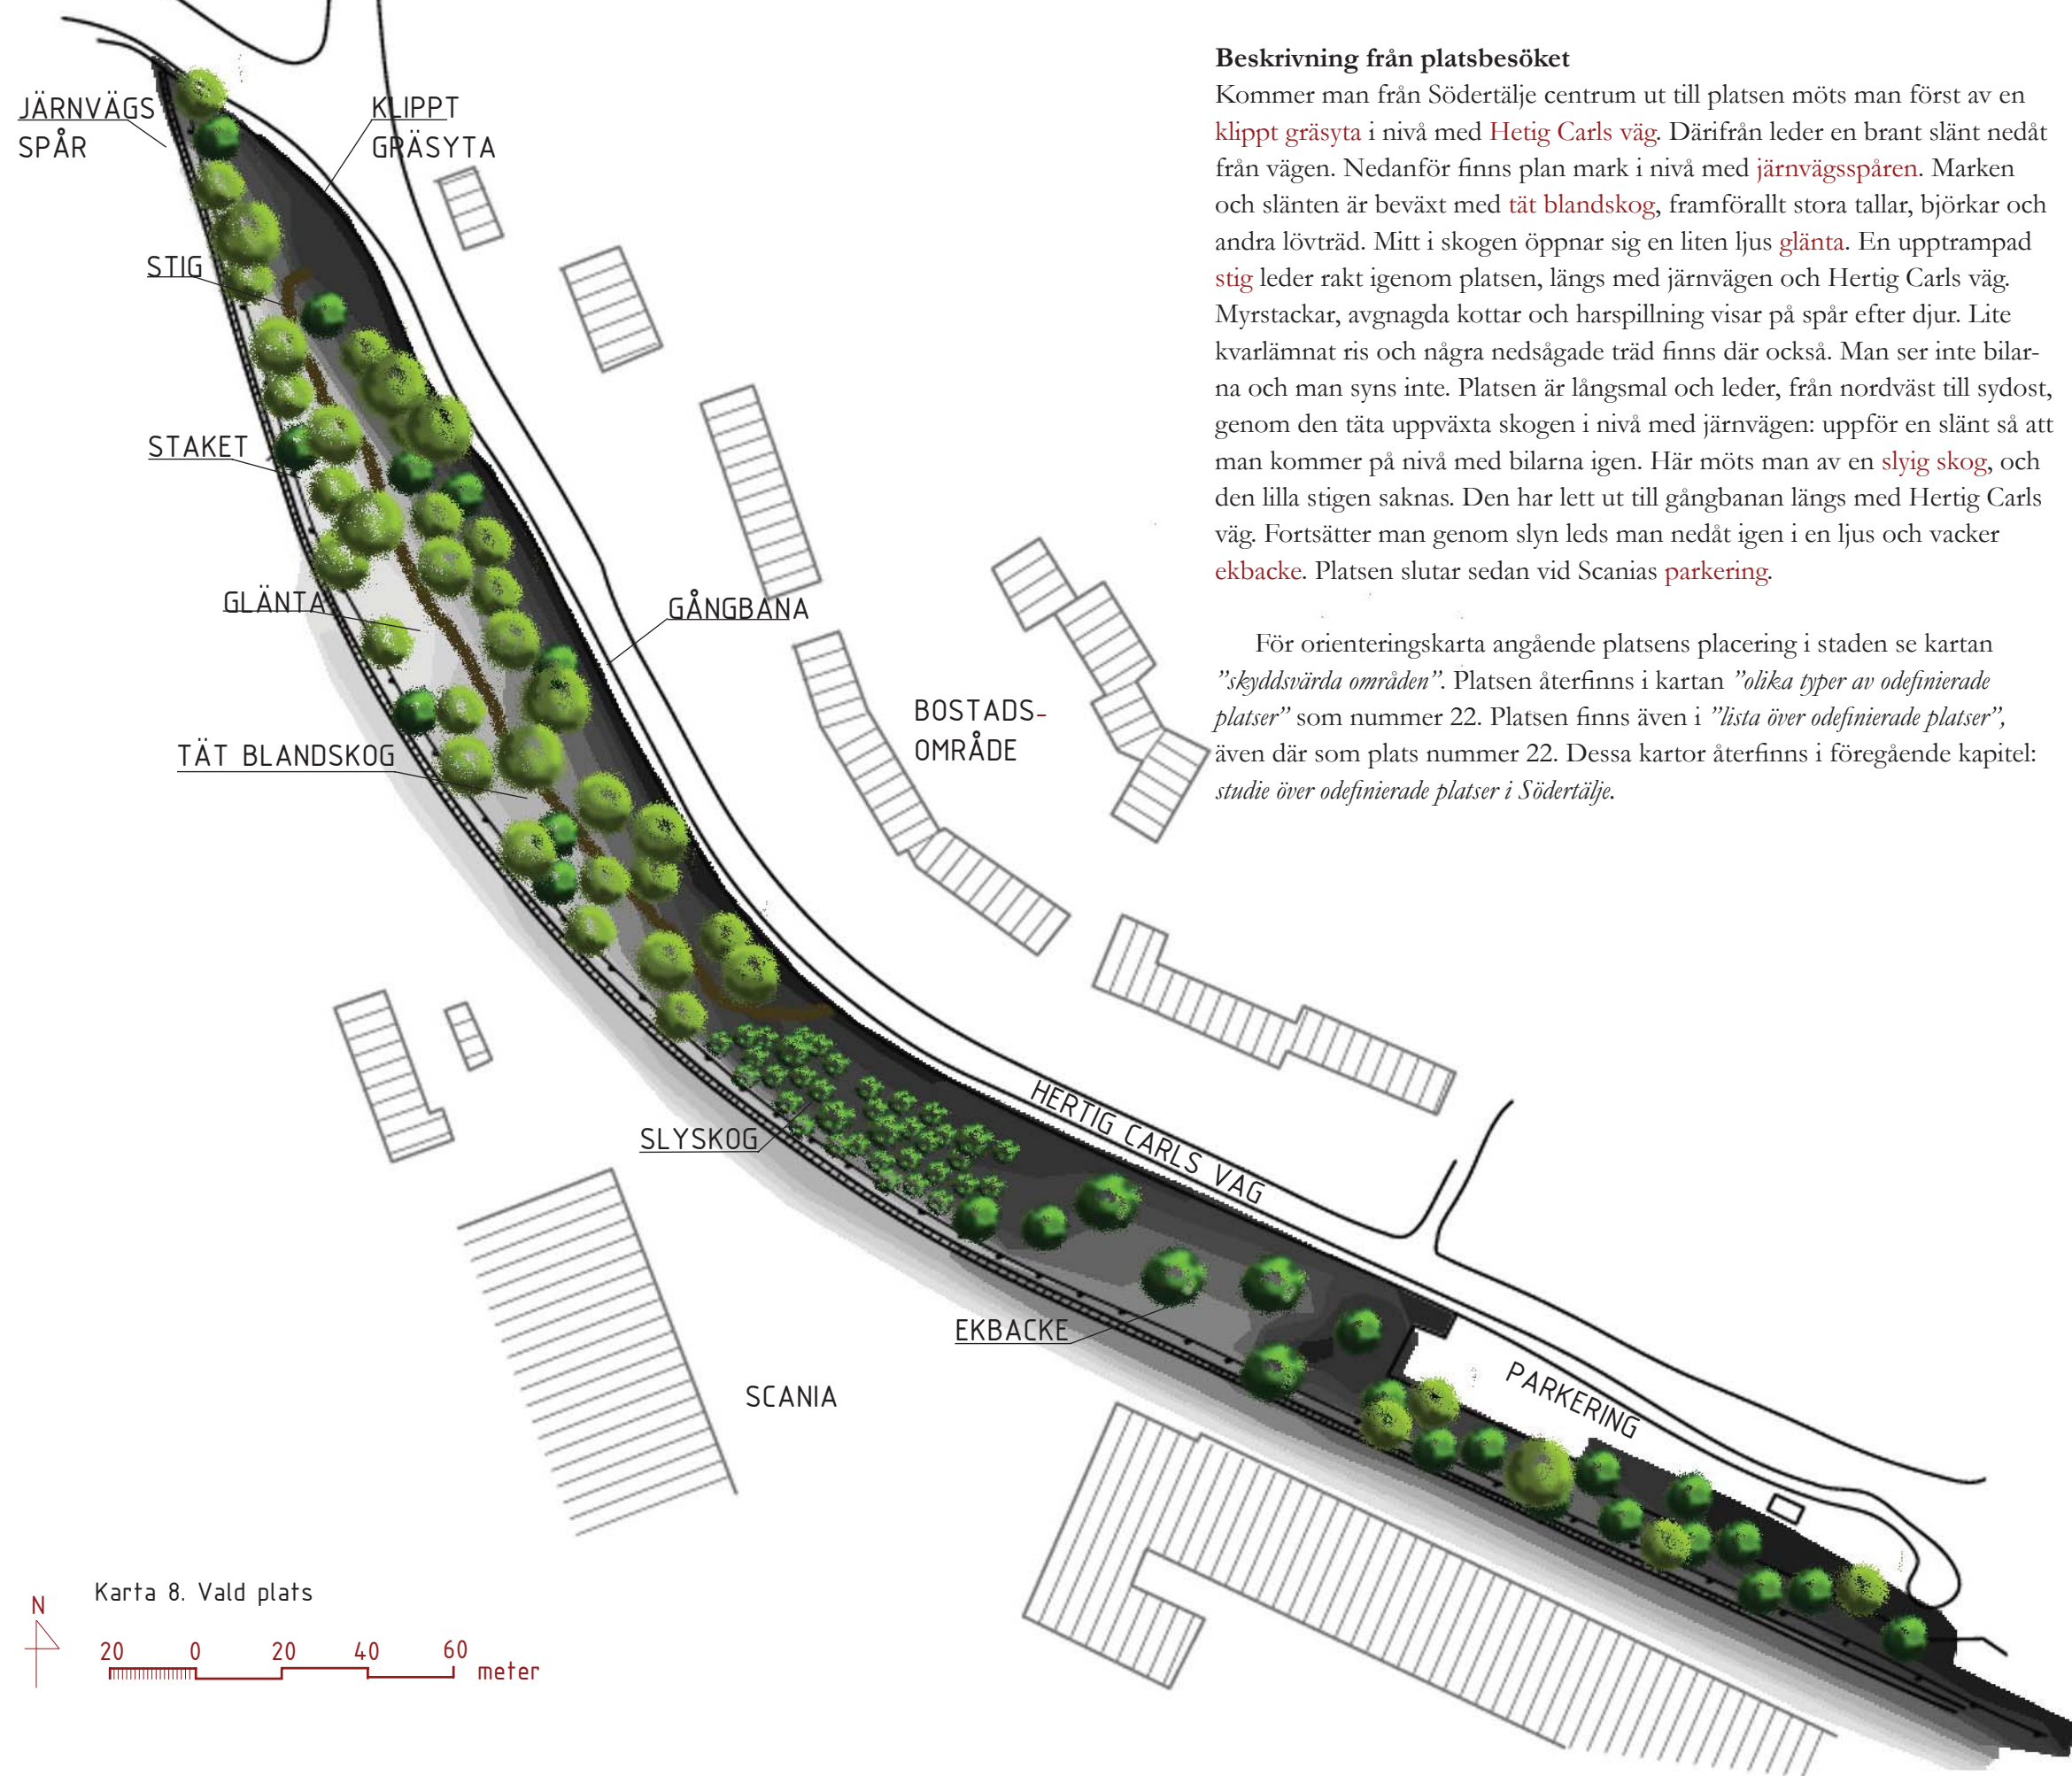 Beskrivning från platsbesöket
Kommer man från Södertälje centrum ut till platsen möts man först av en
klippt gräsyta i nivå med Hetig Carls väg. Därifrån leder en brant slänt nedåt
från vägen. Nedanför finns plan mark i nivå med järnvägsspåren. Marken
och slänten är beväxt med tät blandskog, framförallt stora tallar, björkar och
andra lövträd. Mitt i skogen öppnar sig en liten ljus glänta. En upptrampad
stig leder rakt igenom platsen, längs med järnvägen och Hertig Carls väg.
Myrstackar, avgnagda kottar och harspillning visar på spår efter djur. Lite
kvarlämnat ris och några nedsågade träd finns där också. Man ser inte bilar-
na och man syns inte. Platsen är långsmal och leder, från nordväst till sydost,
genom den täta uppväxta skogen i nivå med järnvägen: uppför en slänt så att
man kommer på nivå med bilarna igen. Här möts man av en slyig skog, och
den lilla stigen saknas. Den har lett ut till gångbanan längs med Hertig Carls
väg. Fortsätter man genom slyn leds man nedåt igen i en ljus och vacker
ekbacke. Platsen slutar sedan vid Scanias parkering.
För orienteringskarta angående platsens placering i staden se kartan
”skyddsvärda områden”. Platsen återfinns i kartan ”olika typer av odefinierade
platser” som nummer 22. Platsen finns även i ”lista över odefinierade platser”,
även där som plats nummer 22. Dessa kartor återfinns i föregående kapitel:
studie över odefinierade platser i Södertälje.
JÄRNVÄGS
SPÅR
KLIPPT
GRÄSYTA
STIG
STAKET
GLÄNTA
GÅNGBANA
BOSTADS-
OMRÅDE
TÄT BLANDSKOG
SLYSKOG
HERTIG CARLS VAG
EKBACKE
SCANIA
PARKERING
Karta 8. Vald plats
N
20 0 20 40 60
meter